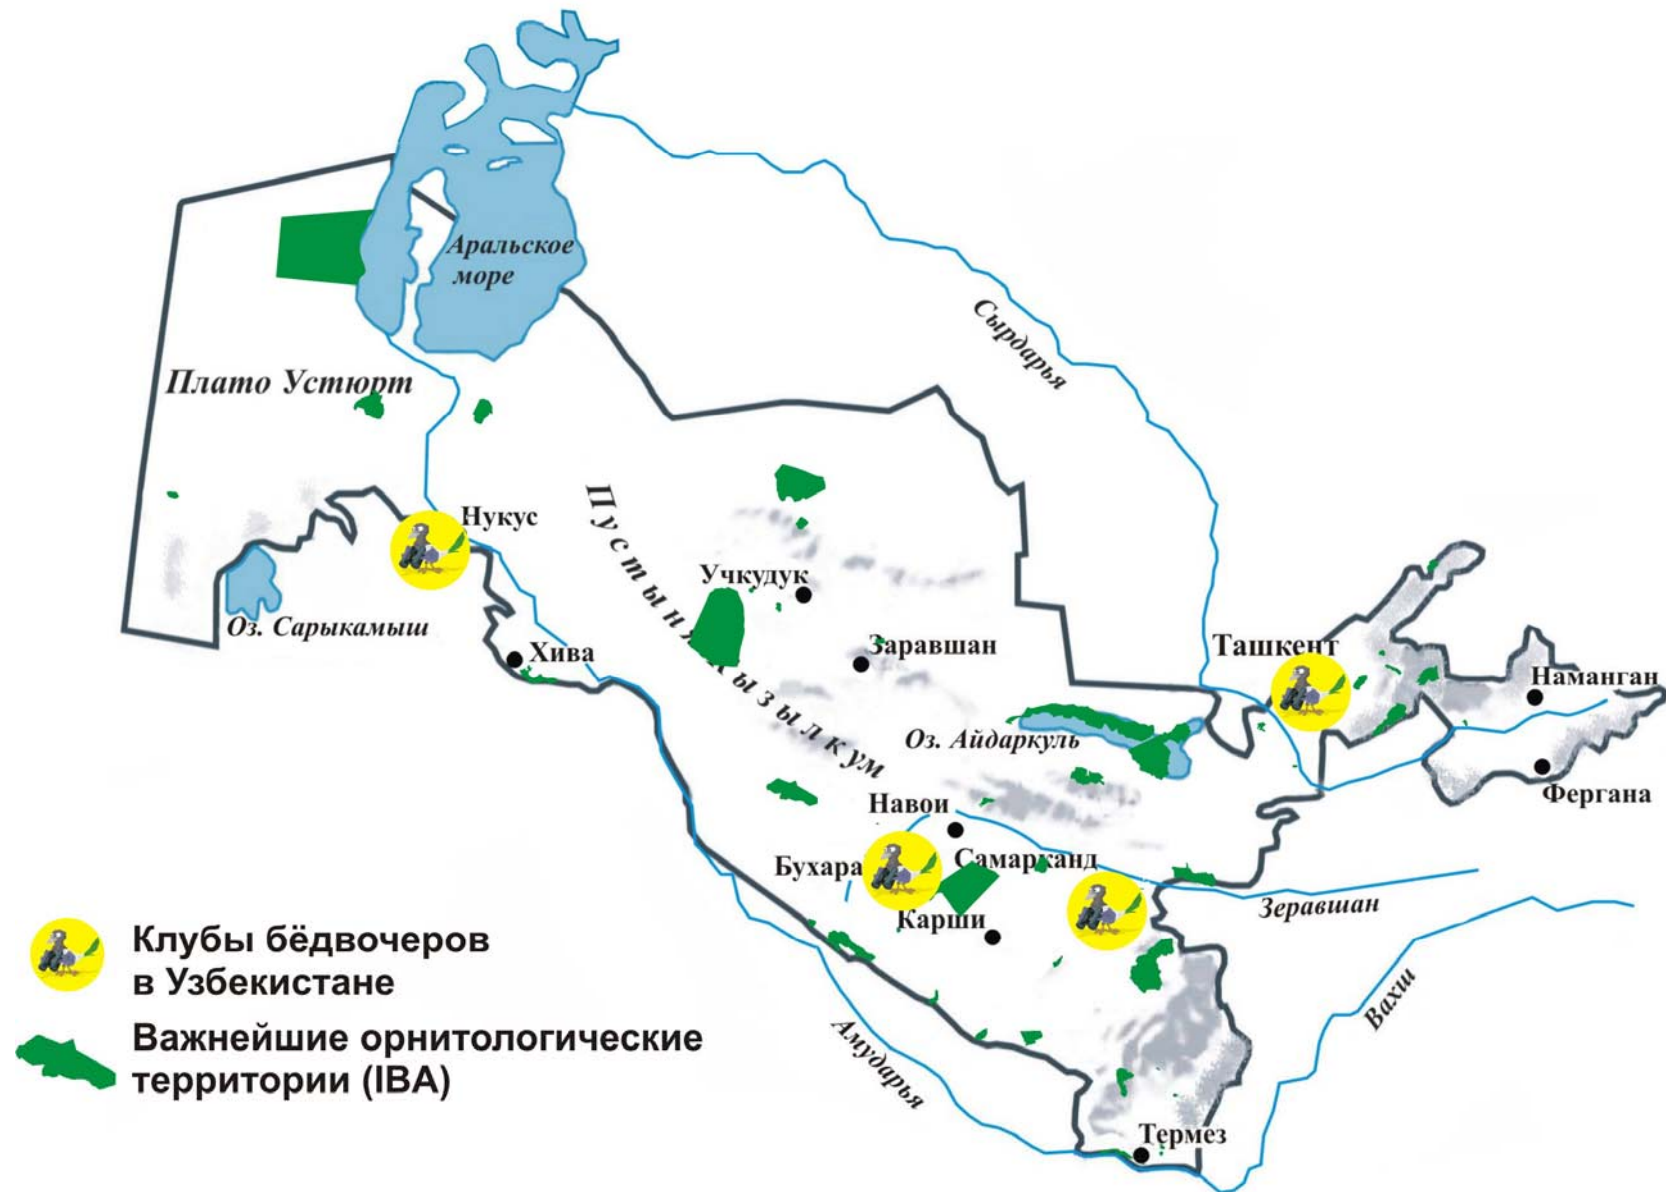 Аральское
море
Сырдарья
Плато Устюрт
Нукус
Пустыня Кызылкум
Учкудук
Оз. Сарыкамыш
Хива
Заравшан
Ташкент
Наманган
Оз. Айдаркуль
Фергана
Навои
Бухара
Самарканд
Карши
Зеравшан
Вахш
Амударья
Термез
Клубы бёдвочеров
в Узбекистане
Важнейшие орнитологические
территории (IBA)